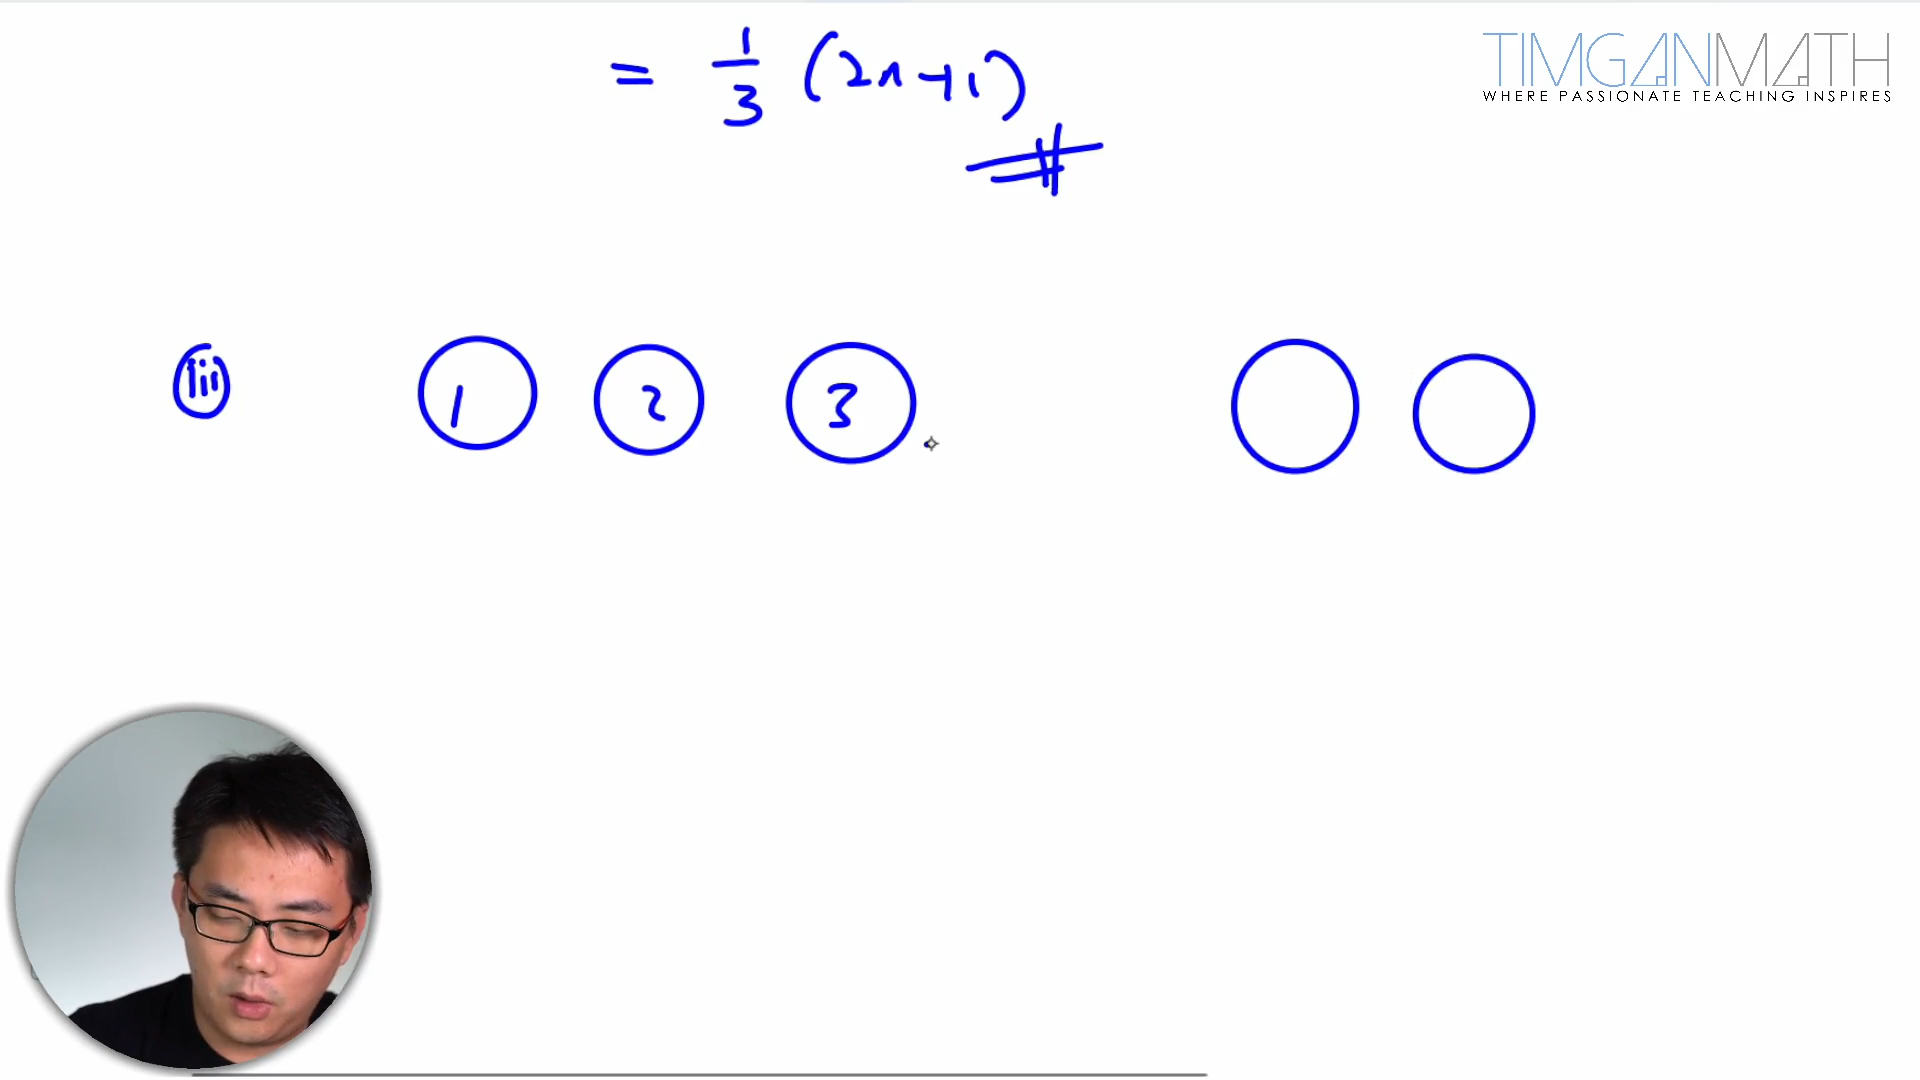 TIMGANMATH
WHERE PASSIONATE TEACHING INSPIRES
= 1/3 (2n+1)
(iii) 1 2 3